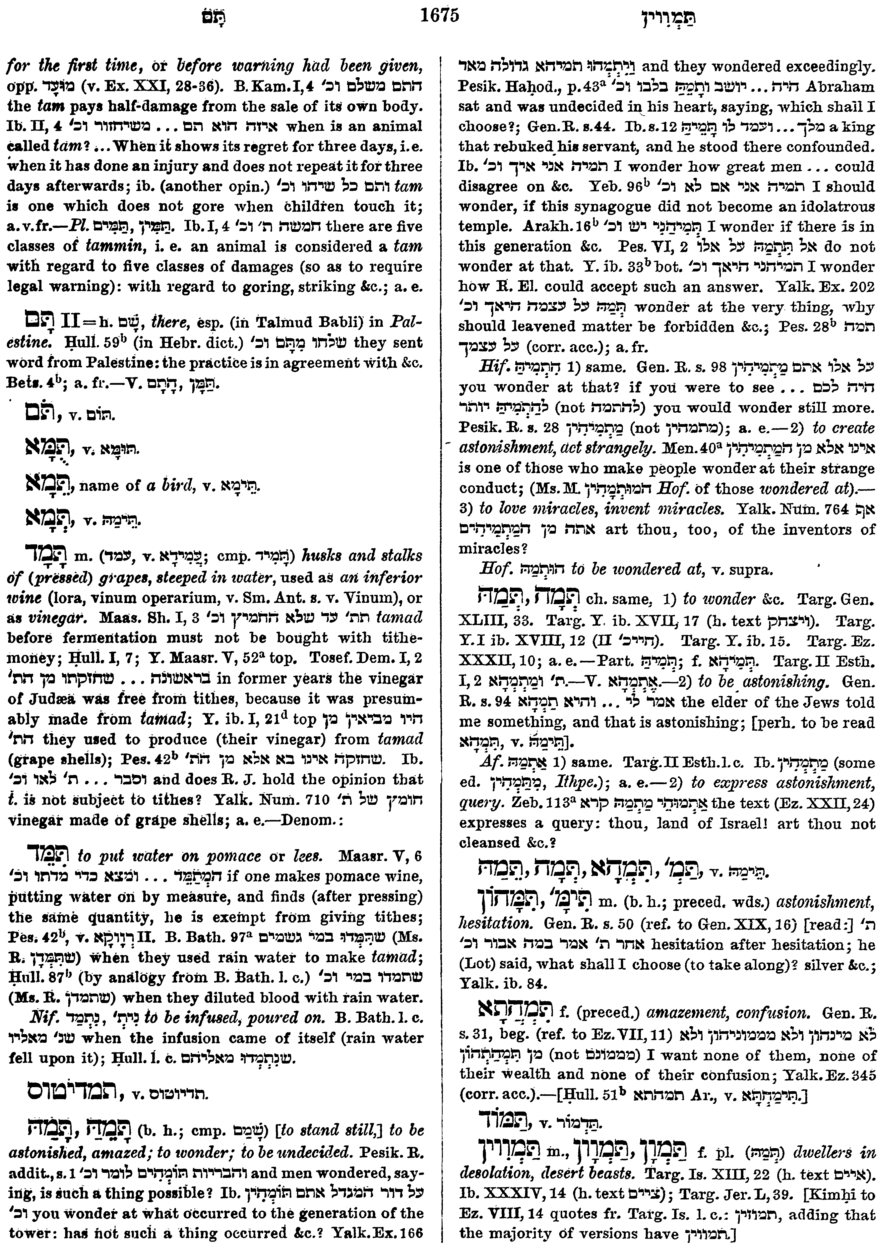 תָּם 1675 תַּמְוְוין
for the first time, or before warning had been given,
opp. מוּעָד (v. Ex. XXI, 28-36). B. Kam. I, 4 התם משלם וכ'
the tam pays half-damage from the sale of its own body.
Ib. II, 4 איזה הוא תם ... משיחזור וכ' when is an animal
called tam? ... When it shows its regret for three days, i. e.
when it has done an injury and does not repeat it for three
days afterwards; ib. (another opin.) ותם כל שיהו וכ' tam
is one which does not gore when children touch it;
a. v. fr.—Pl. תַּמִּים, תַּמִּין. Ib. I, 4 חמשה ת' וכ' there are five
classes of tammin, i. e. an animal is considered a tam
with regard to five classes of damages (so as to require
legal warning): with regard to goring, striking &c.; a. e.
תָּם II = h. שָׁם, there, esp. (in Talmud Babli) in Pal-
estine. Ḥull. 59b (in Hebr. dict.) שלחו מִתָּם וכ' they sent
word from Palestine: the practice is in agreement with &c.
Bets. 4b; a. fr.—V. הָתָם, תַּמָּן.
תֹּם, v. תּוֹם.
תֻּמָּא, v. תּוּמָּא.
תִּמָּא, name of a bird, v. תֵּימָא.
תְּמָא, v. תֵּימָהּ.
תֶּמֶד m. (עמד, v. עֲמִידָא; cmp. תָּמִיד) husks and stalks
of (pressed) grapes, steeped in water, used as an inferior
wine (lora, vinum operarium, v. Sm. Ant. s. v. Vinum), or
as vinegar. Maas. Sh. I, 3 תת' עד שלא החמיץ וכ' tamad
before fermentation must not be bought with tithe-
money; Ḥull. I, 7; Y. Maasr. V, 52a top. Tosef. Dem. I, 2
בראשונה ... שחזקתו מן הת' in former years the vinegar
of Judæa was free from tithes, because it was presum-
ably made from tamad; Y. ib. I, 21d top היו מביאין מן
הת' they used to produce (their vinegar) from tamad
(grape shells); Pes. 42b שחזוקה אינו בא אלא מן הת'. Ib.
וסבר ... ת' לאו וכ' and does R. J. hold the opinion that
t. is not subject to tithes? Yalk. Num. 710 חומץ של ת'
vinegar made of grape shells; a. e.—Denom.:
תִּמֵּד to put water on pomace or lees. Maasr. V, 6
הַמְּתַמֵּד ... ומצא כדי מדתו וכ' if one makes pomace wine,
putting water on by measure, and finds (after pressing)
the same quantity, he is exempt from giving tithes;
Pes. 42b, v. רַוְוקָא II. B. Bath. 97a שתִּמְּדוֹ במי גשמים (Ms.
R. שתִּמְּדָן) when they used rain water to make tamad;
Ḥull. 87b (by analogy from B. Bath. l. c.) שתמדו במי וכ'
(Ms. R. שתמדן) when they diluted blood with rain water.
Nif. נִתְמַד, נִית' to be infused, poured on. B. Bath. l. c.
שנ' מאליו when the infusion came of itself (rain water
fell upon it); Ḥull. l. c. שנִתְמְדוּ מאליהם.
תמדיטוס, v. תדיוטוס.
תָּמַהּ, תָּמֵהַּ (b. h.; cmp. שָׁמֵם) [to stand still,] to be
astonished, amazed; to wonder; to be undecided. Pesik. R.
addit., s. 1 והבריות תּוֹמְהִים לומר וכ' and men wondered, say-
ing, is such a thing possible? Ib. על דור המגדל אתם תּוֹמְהִין
וכ' you wonder at what occurred to the generation of the
tower: has not such a thing occurred &c.? Yalk. Ex. 166
וַיִּתְמְהוּ תמיהא גדולה מאד and they wondered exceedingly.
Pesik. Haḥod., p. 43a היה ... יושב ותָמֵהַּ בלבו וכ' Abraham
sat and was undecided in his heart, saying, which shall I
choose?; Gen. R. s. 44. Ib. s. 12 מלך ... ועמד לו תָּמֵיהַּ a king
that rebuked his servant, and he stood there confounded.
Ib. תמיה אני איך וכ' I wonder how great men ... could
disagree on &c. Yeb. 96b תמיה אני אם לא וכ' I should
wonder, if this synagogue did not become an idolatrous
temple. Arakh. 16b תְּמֵיהָנִי יש וכ' I wonder if there is in
this generation &c. Pes. VI, 2 אל תִּתְמַהּ על אלו do not
wonder at that. Y. ib. 33b bot. תמיהני היאך וכ' I wonder
how R. El. could accept such an answer. Yalk. Ex. 202
תְּמַהּ על עצמה היאך וכ' wonder at the very thing, why
should leavened matter be forbidden &c.; Pes. 28b תמה
על עצמך (corr. acc.); a. fr.
Hif. הִתְמִיהַּ 1) same. Gen. R. s. 98 על אלו אתם מַתְמִיהִין
you wonder at that? if you were to see ... היה לכם
לְהַתְמִיהַּ יותר (not להתמה) you would wonder still more.
Pesik. R. s. 28 מַתְמִיהִין (not מתמהין); a. e.—2) to create
astonishment, act strangely. Men. 40a אינו אלא מן המַתְמִיהִין
is one of those who make people wonder at their strange
conduct; (Ms. M. המוּתְמָהִין Hof. of those wondered at).—
3) to love miracles, invent miracles. Yalk. Num. 764 אף
אתה מן המַתְמִיהִים art thou, too, of the inventors of
miracles?
Hof. הוּתְמַהּ to be wondered at, v. supra.
תְּמַהּ, תְּמֵהַּ ch. same, 1) to wonder &c. Targ. Gen.
XLIII, 33. Targ. Y. ib. XVII, 17 (h. text ויצחק). Targ.
Y. I ib. XVIII, 12 (II חייכ'). Targ. Y. ib. 15. Targ. Ez.
XXXII, 10; a. e.—Part. תָּמֵיהַּ; f. תְּמֵיהָא. Targ. II Esth.
I, 2 ת' וּמִתַּמְהָא.—V. אֶתְמְהָא.—2) to be astonishing. Gen.
R. s. 94 אמר לי ... והיא תַּמְהָא the elder of the Jews told
me something, and that is astonishing; [perh. to be read
תִּמְהָא, v. תֵּימַהּ].
Af. אַתְמַהּ 1) same. Targ. II Esth. l. c. Ib. מַתְמְהִין (some
ed. מִתַּמְהִין, Ithpe.); a. e.—2) to express astonishment,
query. Zeb. 113a אַתְמוּהֵי מַתְמַהּ קרא the text (Ez. XXII, 24)
expresses a query: thou, land of Israel! art thou not
cleansed &c.?
תִּמַהּ, תֵּמַהּ, תִּמְהָא, תֵּמְ', v. תֵּימַהּ.
תִּמָּהוֹן, תִּימָּ' m. (b. h.; preced. wds.) astonishment,
hesitation. Gen. R. s. 50 (ref. to Gen. XIX, 16) [read:] ת'
אחר ת' אמר במה אבור וכ' hesitation after hesitation; he
(Lot) said, what shall I choose (to take along)? silver &c.;
Yalk. ib. 84.
תִּמְהֲתָא f. (preced.) amazement, confusion. Gen. R.
s. 31, beg. (ref. to Ez. VII, 11) לא מינהון ולא מממוניהון ולא
מן תִּמְהַתְהוֹן (not מממונם) I want none of them, none of
their wealth and none of their confusion; Yalk. Ez. 345
(corr. acc.).—[Ḥull. 51b תמהתא Ar., v. תֵּימְהֲתָא.]
תְּמוֹד, v. תַּדְמוֹר.
תַּמְוָון, תַּמְוָן m., תַּמְוְוין f. pl. (תְּמַהּ) dwellers in
desolation, desert beasts. Targ. Is. XIII, 22 (h. text איים).
Ib. XXXIV, 14 (h. text ציים); Targ. Jer. L, 39. [Kimḥi to
Ez. VIII, 14 quotes fr. Targ. Is. l. c.: תמוזין, adding that
the majority of versions have תמווין.]